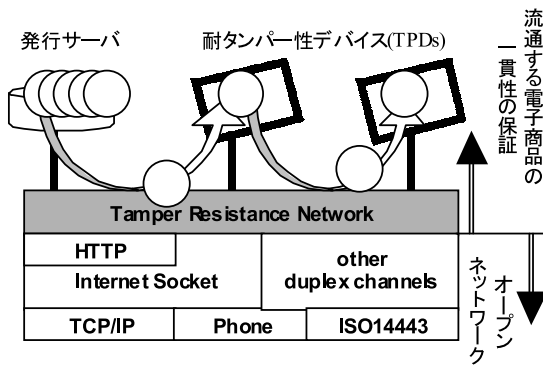 発行サーバ
耐タンパー性デバイス(TPDs)
流通する電子商品の
一貫性の保証
Tamper Resistance Network
HTTP
Internet Socket
other
duplex channels
TCP/IP
Phone
ISO14443
オープン
ネットワーク